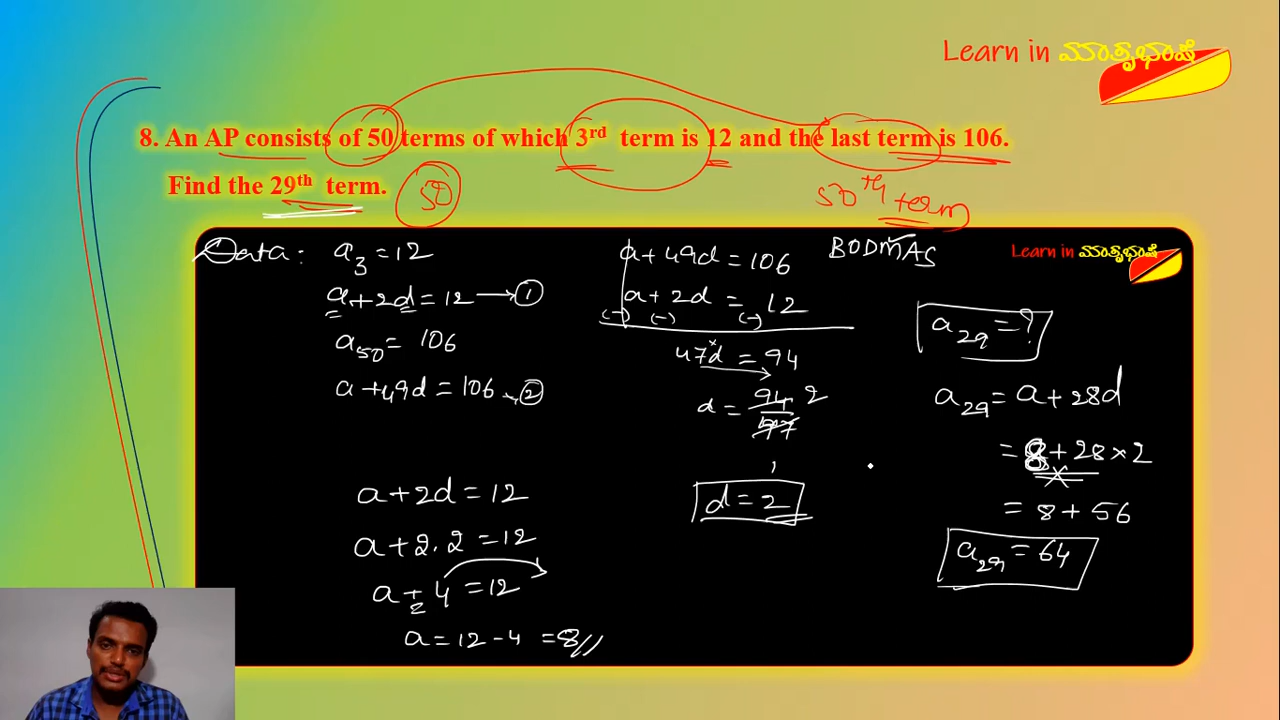 Learn in ಮಾತೃಭಾಷೆ
8. An AP consists of 50 terms of which 3rd term is 12 and the last term is 106.
Find the 29th term.
50
50th term
Learn in ಮಾತೃಭಾಷೆ
Data : a3 = 12
a + 2d = 12 → ①
a50 = 106
a + 49d = 106 → ②
a + 2d = 12
a + 2.2 = 12
a + 4 = 12
a = 12 - 4 = 8//
a + 49d = 106
a + 2d = 12
(-) (-) (-)
47d = 94
d = 94/47 2
1
d = 2
BODMAS
a29 = ?
a29 = a + 28d
= 8 + 28 × 2
= 8 + 56
a29 = 64